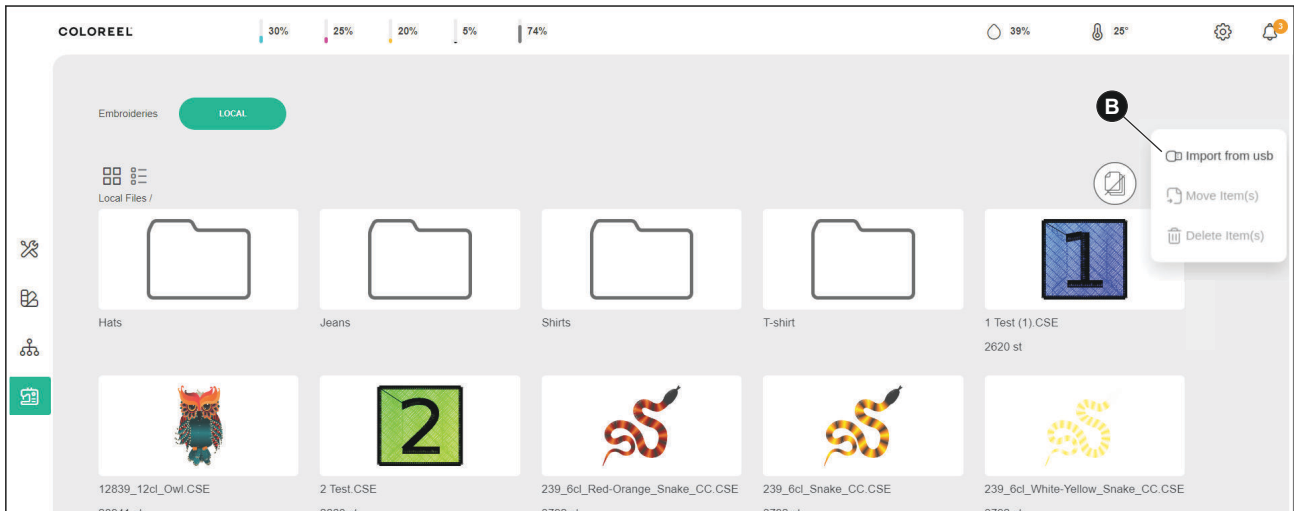 COLOREEL 30% 25% 20% 5% 74% 39% 25° 3
Embroideries LOCAL
B
Import from usb
Move Item(s)
Delete Item(s)
Local Files /
1
Hats Jeans Shirts T-shirt 1 Test (1).CSE
2620 st
2
12839_12cl_Owl.CSE 2 Test.CSE 239_6cl_Red-Orange_Snake_CC.CSE 239_6cl_Snake_CC.CSE 239_6cl_White-Yellow_Snake_CC.CSE